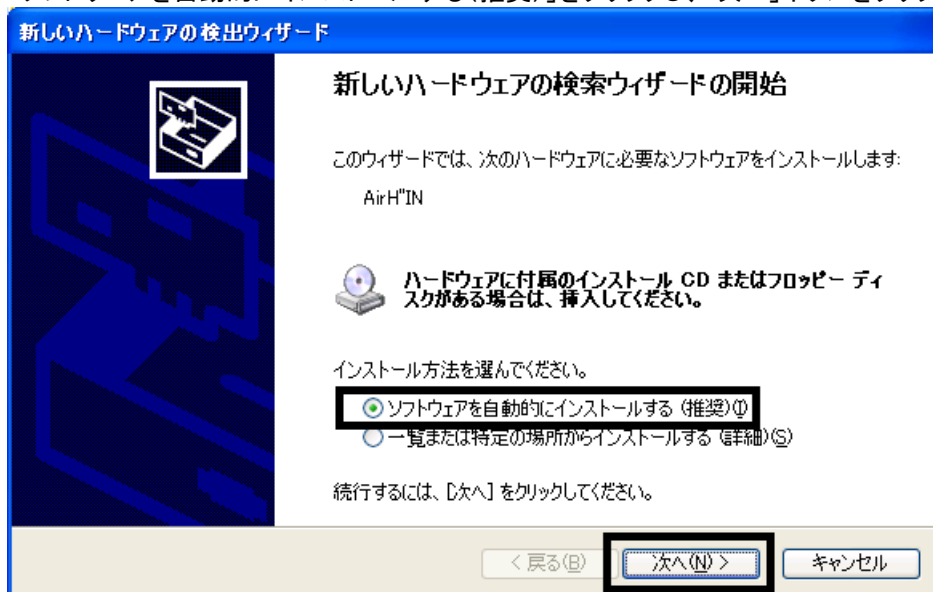 新しいハードウェアの検出ウィザード
新しいハードウェアの検索ウィザードの開始
このウィザードでは、次のハードウェアに必要なソフトウェアをインストールします:
AirH"IN
ハードウェアに付属のインストール CD またはフロッピー ディ
スクがある場合は、挿入してください。
インストール方法を選んでください。
ソフトウェアを自動的にインストールする (推奨)(I)
一覧または特定の場所からインストールする (詳細)(S)
続行するには、[次へ] をクリックしてください。
< 戻る(B)
次へ(N) >
キャンセル